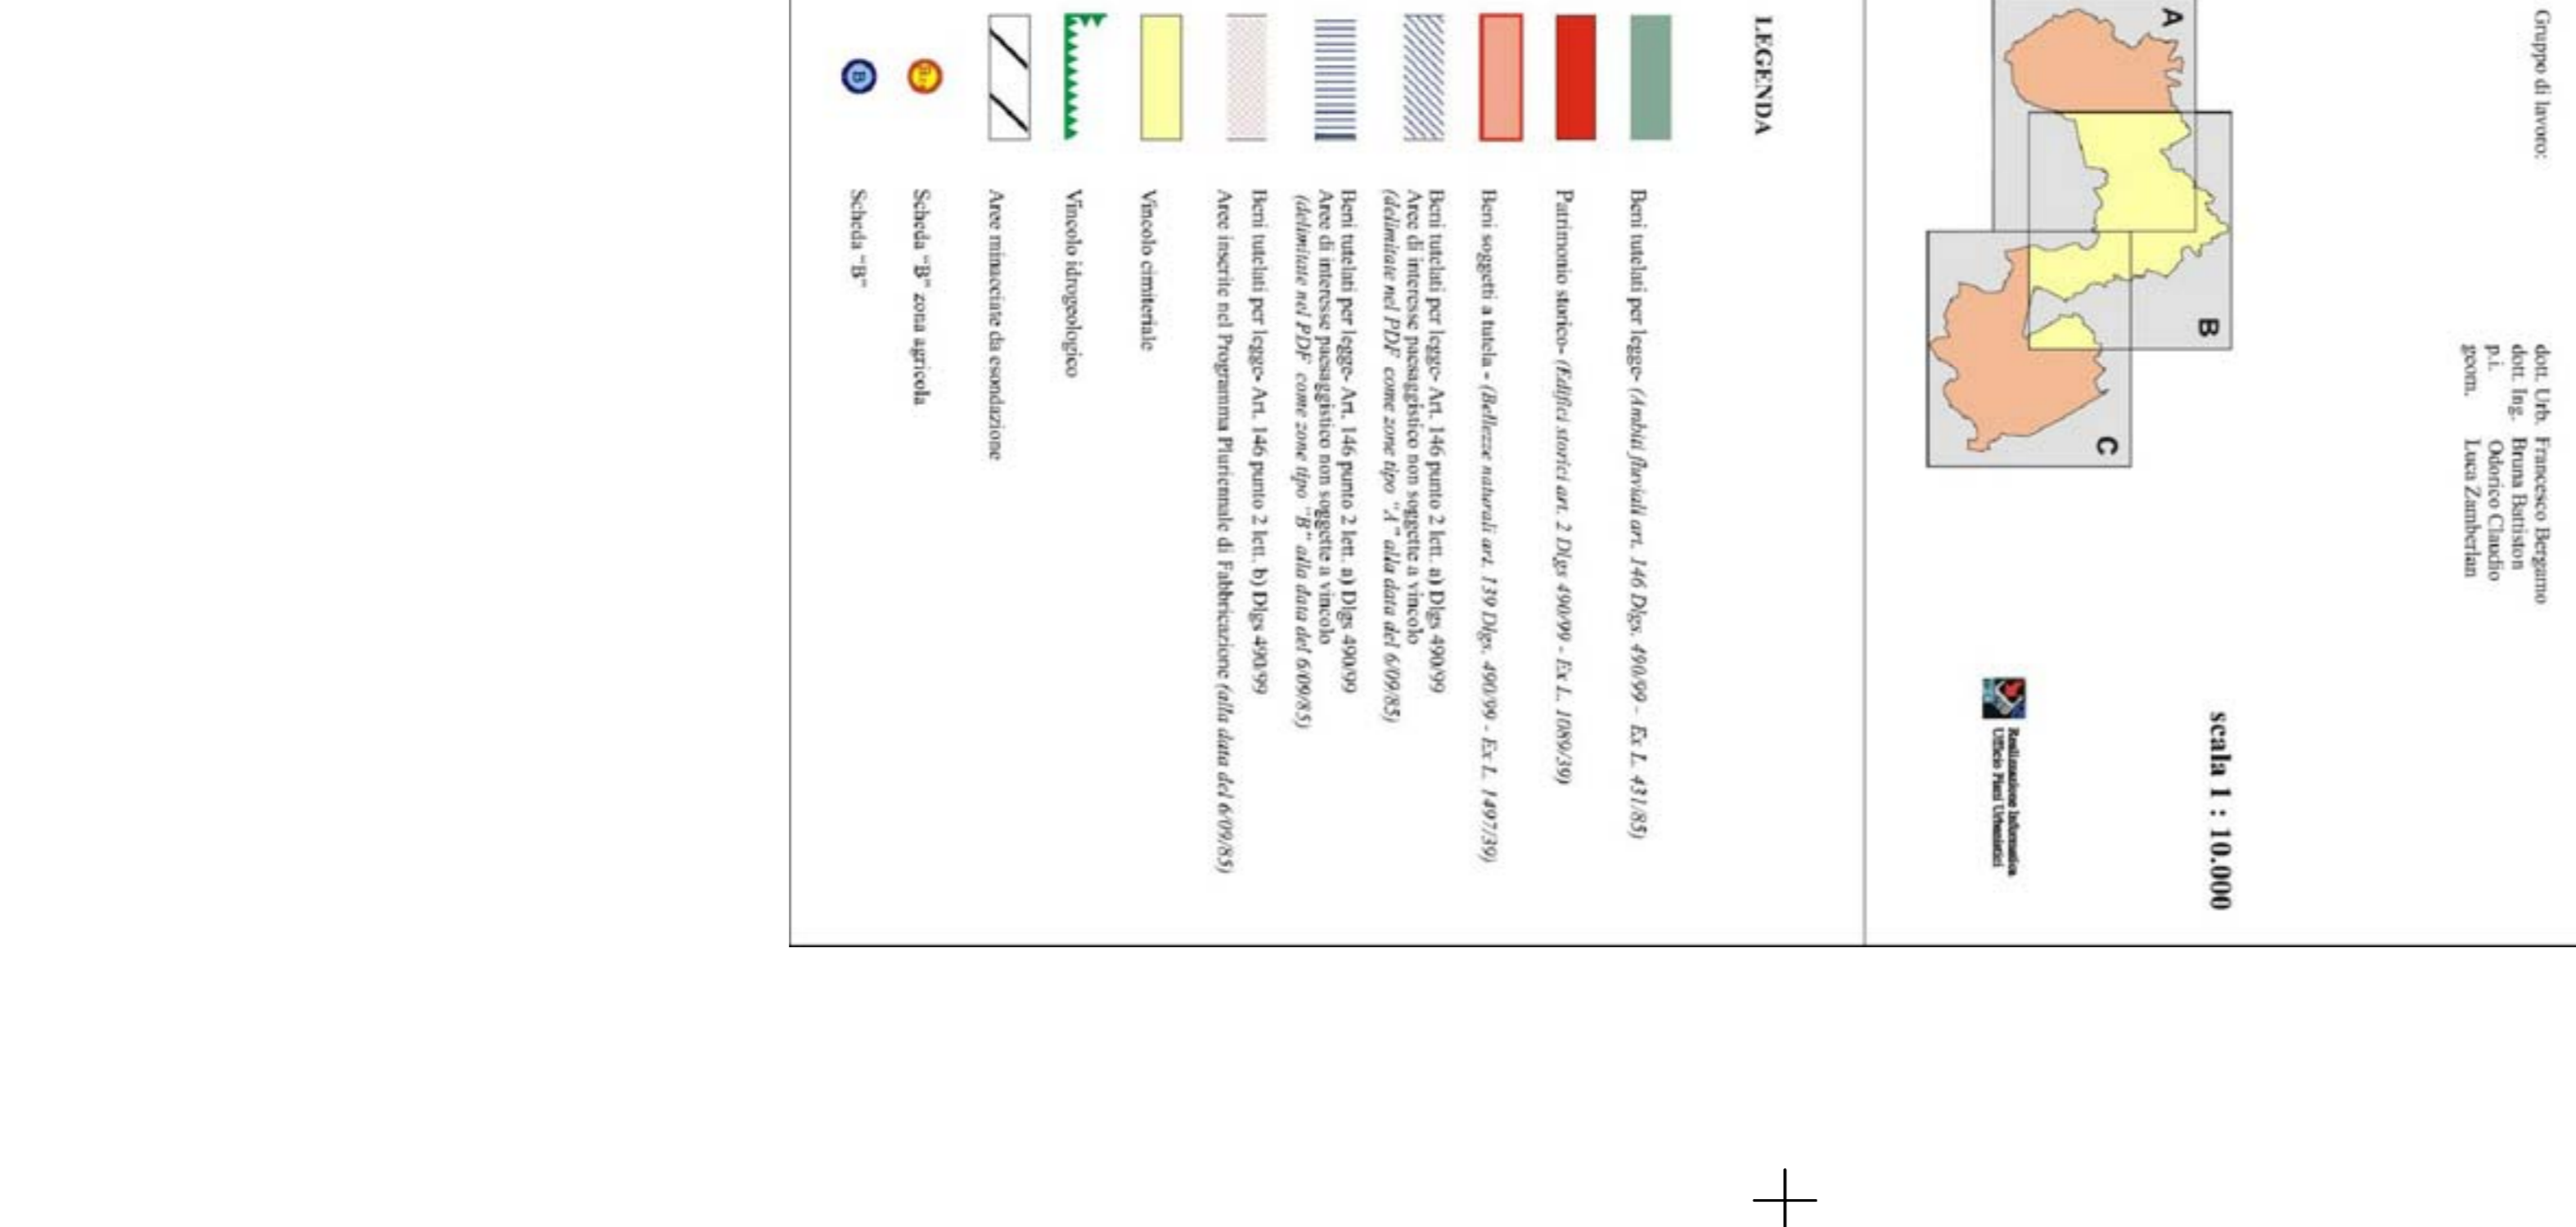 Gruppo di lavoro:
dott. Urb. Francesco Bergamo
dott. Ing. Bruna Battiston
p.i. Odorico Claudio
geom. Luca Zamberlan
scala 1 : 10.000
A
B
C
Realizzazione Informatica
Ufficio Piani Urbanistici
LEGENDA
Beni tutelati per legge- (Ambiti fluviali art. 146 Dlgs. 490/99 - Ex L. 431/85)
Patrimonio storico- (Edifici storici art. 2 Dlgs 490/99 - Ex L. 1089/39)
Beni soggetti a tutela - (Bellezze naturali art. 139 Dlgs. 490/99 - Ex L. 1497/39)
Beni tutelati per legge- Art. 146 punto 2 lett. a) Dlgs 490/99
Aree di interesse paesaggistico non soggette a vincolo
(delimitate nel PDF come zone tipo "A" alla data del 6/09/85)
Beni tutelati per legge- Art. 146 punto 2 lett. a) Dlgs 490/99
Aree di interesse paesaggistico non soggette a vincolo
(delimitate nel PDF come zone tipo "B" alla data del 6/09/85)
Beni tutelati per legge- Art. 146 punto 2 lett. b) Dlgs 490/99
Aree inserite nel Programma Pluriennale di Fabbricazione (alla data del 6/09/85)
Vincolo cimiteriale
Vincolo idrogeologico
Aree minacciate da esondazione
Scheda "B" zona agricola
B
Scheda "B"